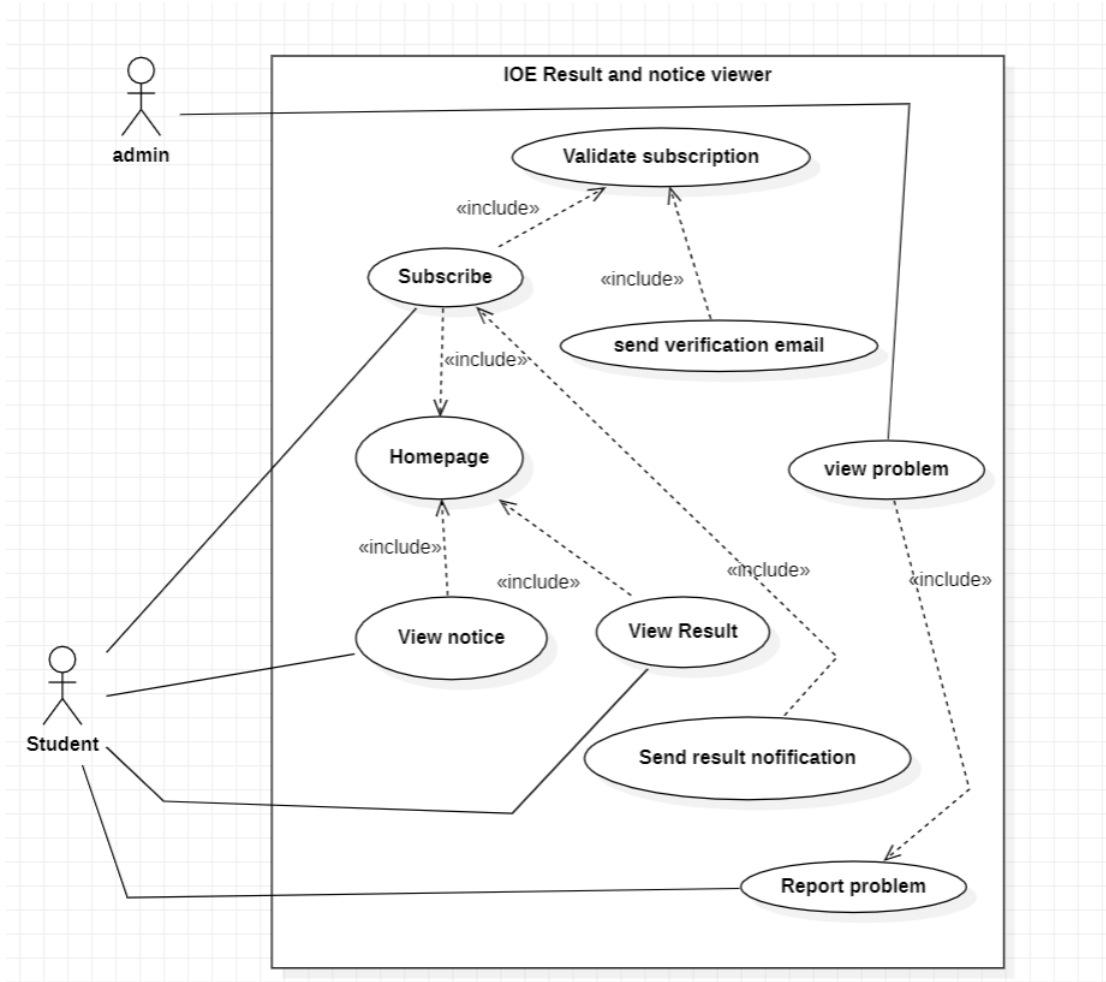 IOE Result and notice viewer
admin
Validate subscription
«include»
Subscribe
«include»
send verification email
«include»
Homepage
view problem
«include»
«include»
«include»
«include»
View notice
View Result
Student
Send result nofification
Report problem